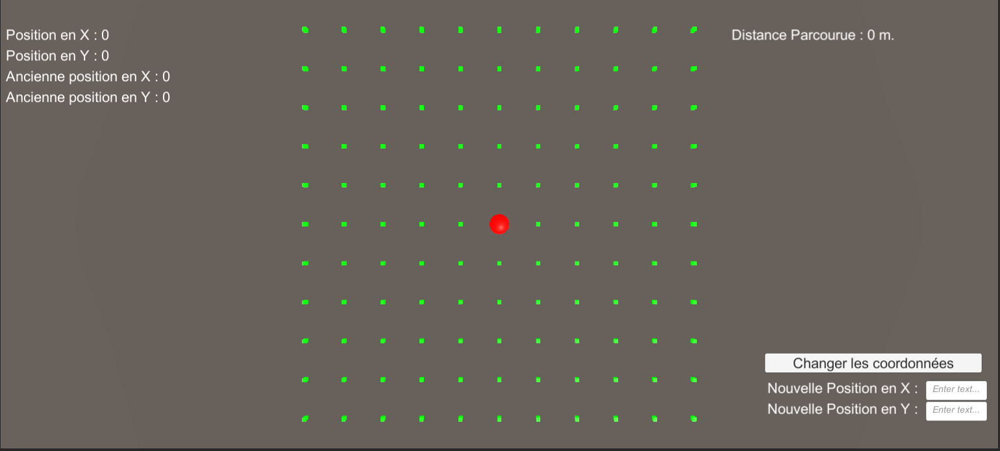 Position en X : 0
Position en Y : 0
Ancienne position en X : 0
Ancienne position en Y : 0
Distance Parcourue : 0 m.
Changer les coordonnées
Nouvelle Position en X : Enter text...
Nouvelle Position en Y : Enter text...